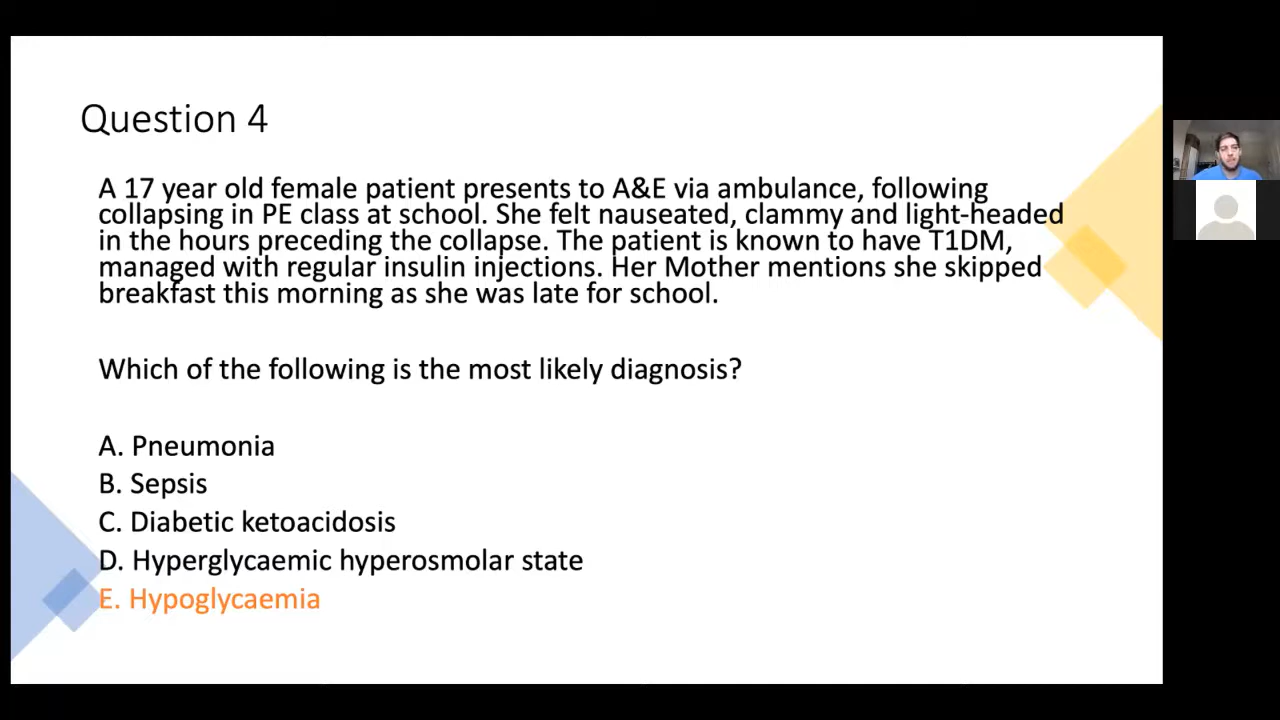 Question 4
A 17 year old female patient presents to A&E via ambulance, following
collapsing in PE class at school. She felt nauseated, clammy and light-headed
in the hours preceding the collapse. The patient is known to have T1DM,
managed with regular insulin injections. Her Mother mentions she skipped
breakfast this morning as she was late for school.
Which of the following is the most likely diagnosis?
A. Pneumonia
B. Sepsis
C. Diabetic ketoacidosis
D. Hyperglycaemic hyperosmolar state
E. Hypoglycaemia